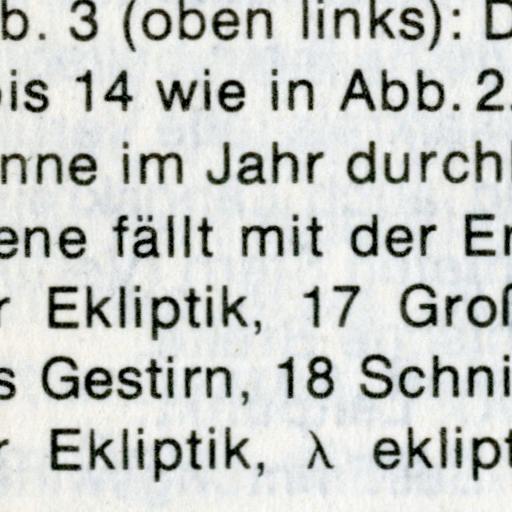 b. 3 (oben links): D
bis 14 wie in Abb. 2.
nne im Jahr durchl
ene fällt mit der Er
r Ekliptik, 17 Groß
s Gestirn, 18 Schni
r Ekliptik, λ eklipt